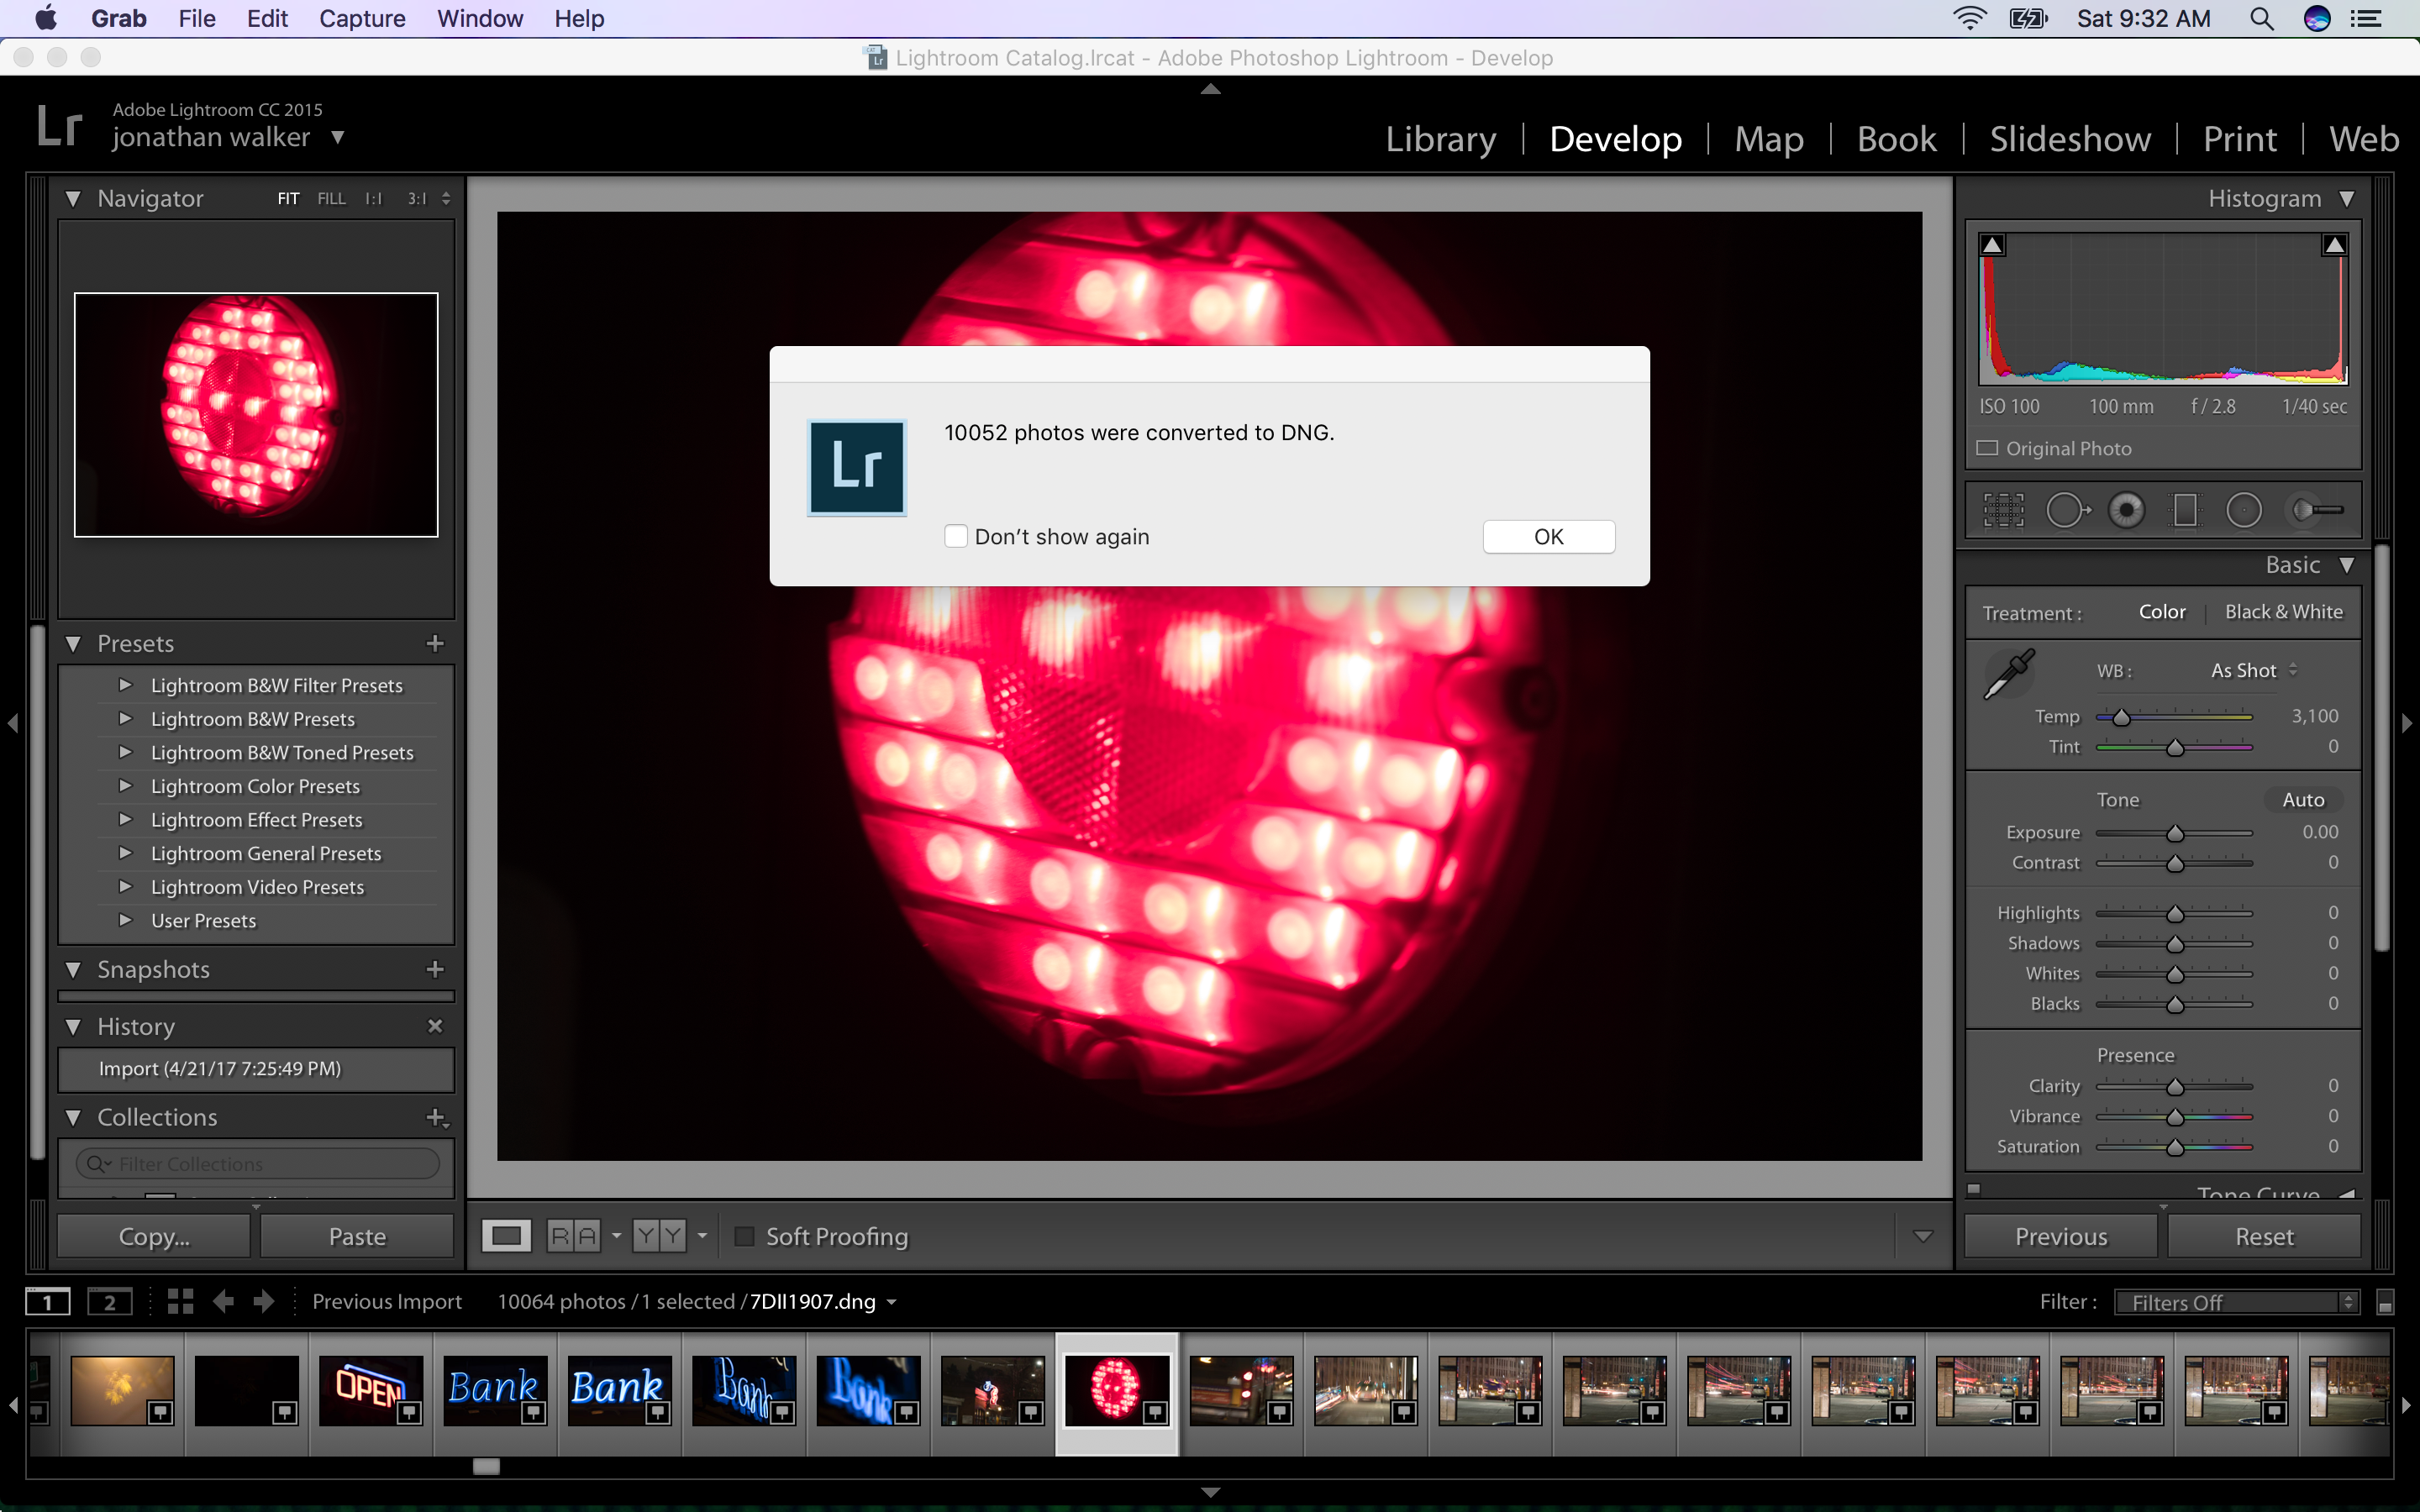 Grab File Edit Capture Window Help Sat 9:32 AM
Lightroom Catalog.lrcat - Adobe Photoshop Lightroom - Develop
Lr
Adobe Lightroom CC 2015
jonathan walker
Library | Develop | Map | Book | Slideshow | Print | Web
Navigator FIT FILL 1:1 3:1
Histogram
ISO 100 100 mm f / 2.8 1/40 sec
Original Photo
10052 photos were converted to DNG.
Lr
Don't show again OK
Basic
Treatment : Color | Black & White
WB : As Shot
Temp 3,100
Tint 0
Tone Auto
Exposure 0.00
Contrast 0
Highlights 0
Shadows 0
Whites 0
Blacks 0
Presence
Clarity 0
Vibrance 0
Saturation 0
Tone Curve
Previous Reset
Presets
Lightroom B&W Filter Presets
Lightroom B&W Presets
Lightroom B&W Toned Presets
Lightroom Color Presets
Lightroom Effect Presets
Lightroom General Presets
Lightroom Video Presets
User Presets
Snapshots
History
Import (4/21/17 7:25:49 PM)
Collections
Filter Collections
Copy... Paste
R A Y Y Soft Proofing
1 2 Previous Import 10064 photos / 1 selected / 7DII1907.dng
Filter : Filters Off
OPEN Bank Bank Bank Bank